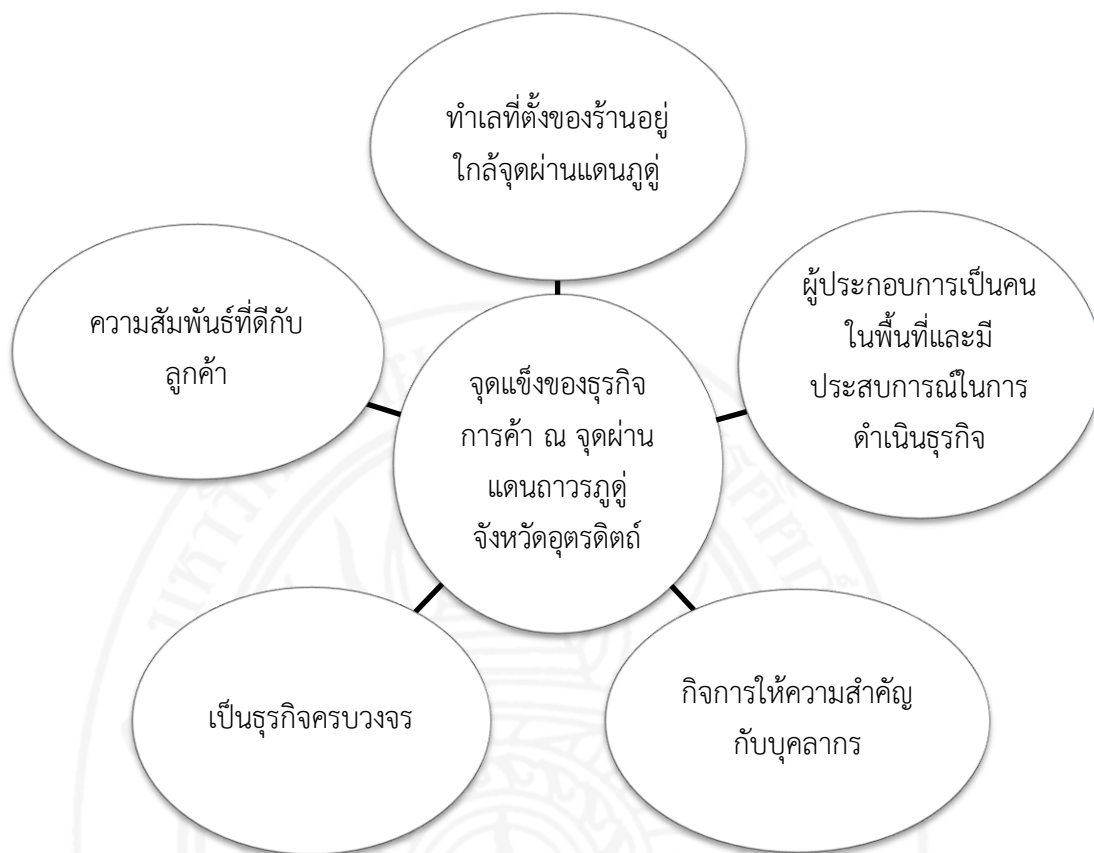 ทำเลที่ตั้งของร้านอยู่
ใกล้จุดผ่านแดนภูดู่
ผู้ประกอบการเป็นคน
ในพื้นที่และมี
ประสบการณ์ในการ
ดำเนินธุรกิจ
ความสัมพันธ์ที่ดีกับ
ลูกค้า
จุดแข็งของธุรกิจ
การค้า ณ จุดผ่าน
แดนถาวรภูดู่
จังหวัดอุตรดิตถ์
เป็นธุรกิจครบวงจร
กิจการให้ความสำคัญ
กับบุคลากร